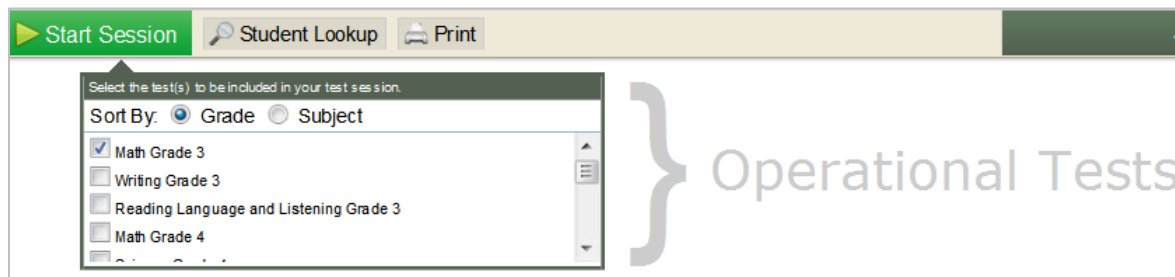 Start Session Student Lookup Print
Select the test(s) to be included in your test session.
Sort By: Grade Subject
Math Grade 3
Writing Grade 3
Reading Language and Listening Grade 3
Math Grade 4
Operational Tests